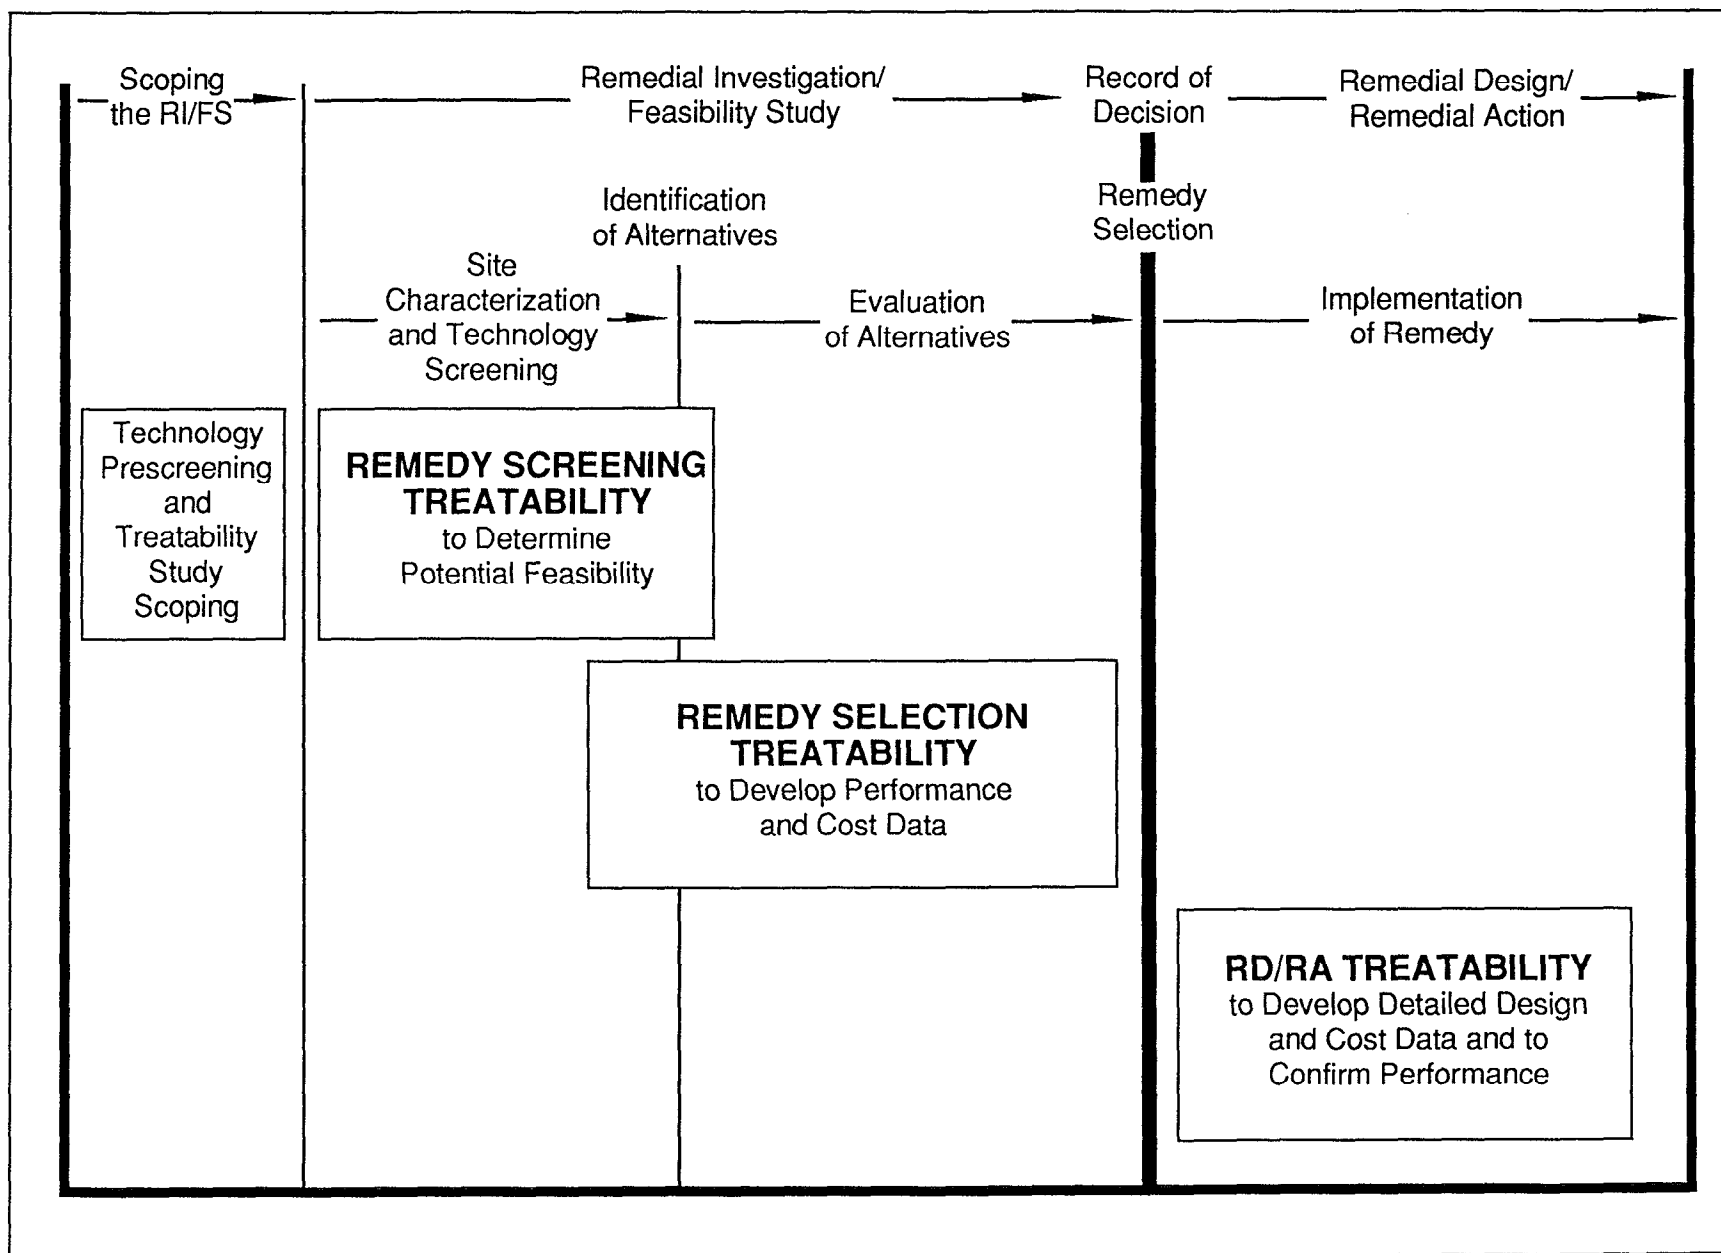 Scoping
the RI/FS
Remedial Investigation/
Feasibility Study
Record of
Decision
Remedial Design/
Remedial Action
Identification
of Alternatives
Remedy
Selection
Site
Characterization
and Technology
Screening
Evaluation
of Alternatives
Implementation
of Remedy
Technology
Prescreening
and
Treatability
Study
Scoping
REMEDY SCREENING
TREATABILITY
to Determine
Potential Feasibility
REMEDY SELECTION
TREATABILITY
to Develop Performance
and Cost Data
RD/RA TREATABILITY
to Develop Detailed Design
and Cost Data and to
Confirm Performance